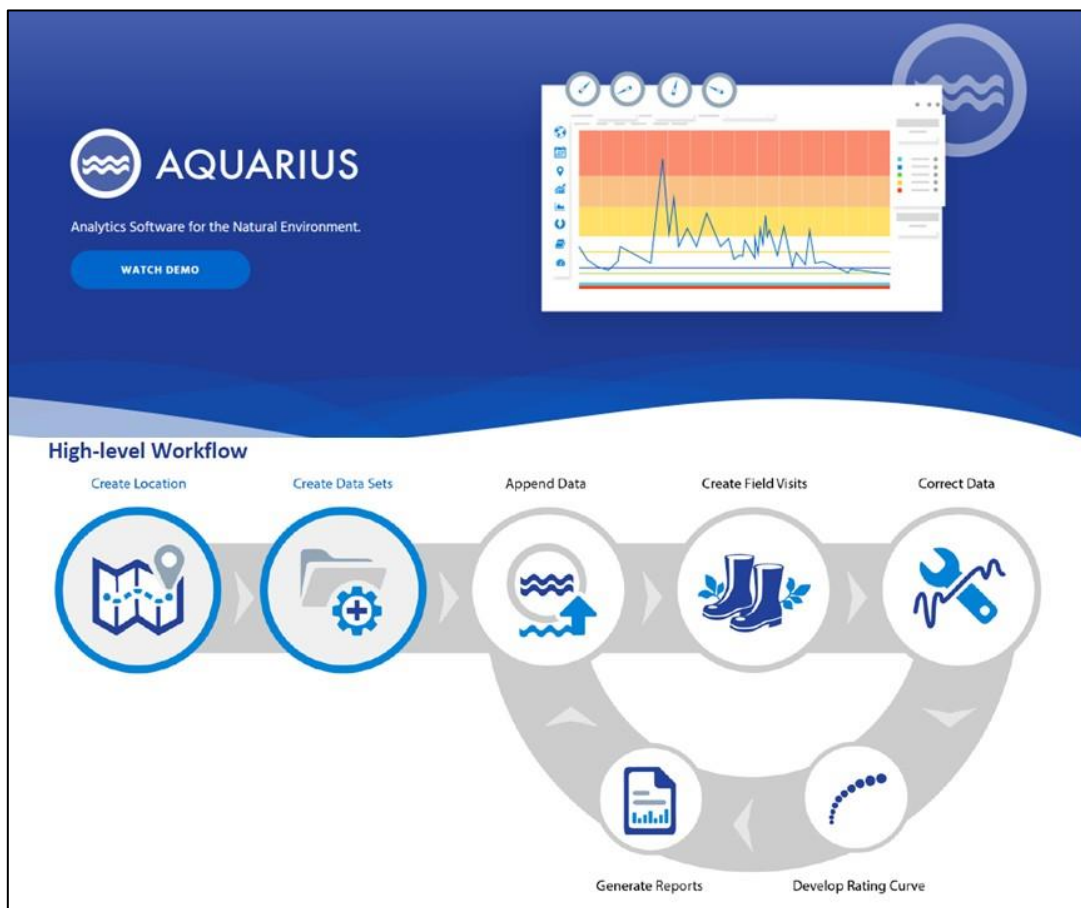 AQUARIUS
Analytics Software for the Natural Environment.
WATCH DEMO
High-level Workflow
Create Location
Create Data Sets
Append Data
Create Field Visits
Correct Data
Generate Reports
Develop Rating Curve